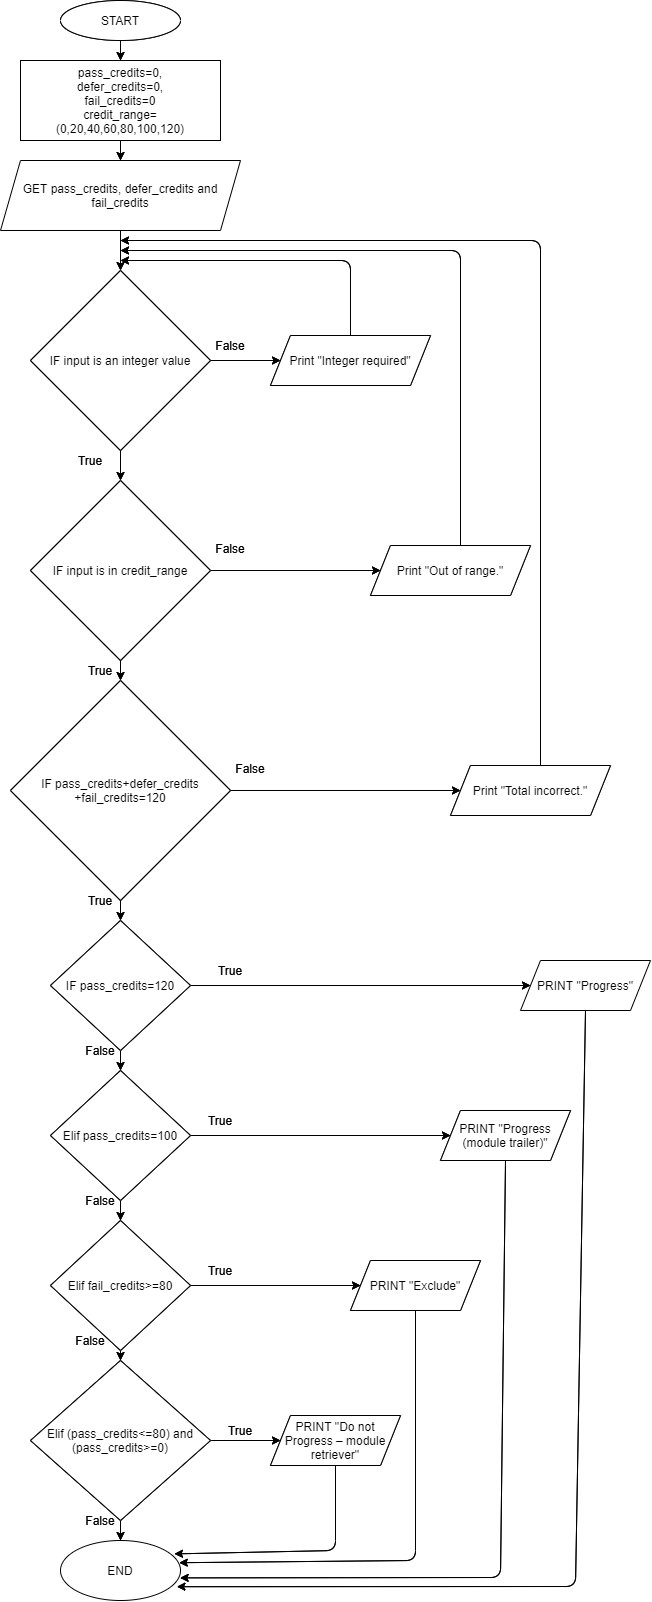 START
pass_credits=0,
defer_credits=0,
fail_credits=0
credit_range=
(0,20,40,60,80,100,120)
GET pass_credits, defer_credits and
fail_credits
IF input is an integer value
False
Print "Integer required"
True
IF input is in credit_range
False
Print "Out of range."
True
IF pass_credits+defer_credits
+fail_credits=120
False
Print "Total incorrect."
True
IF pass_credits=120
True
PRINT "Progress"
False
Elif pass_credits=100
True
PRINT "Progress
(module trailer)"
False
Elif fail_credits>=80
True
PRINT "Exclude"
False
Elif (pass_credits<=80) and
(pass_credits>=0)
True
PRINT "Do not
Progress – module
retriever"
False
END